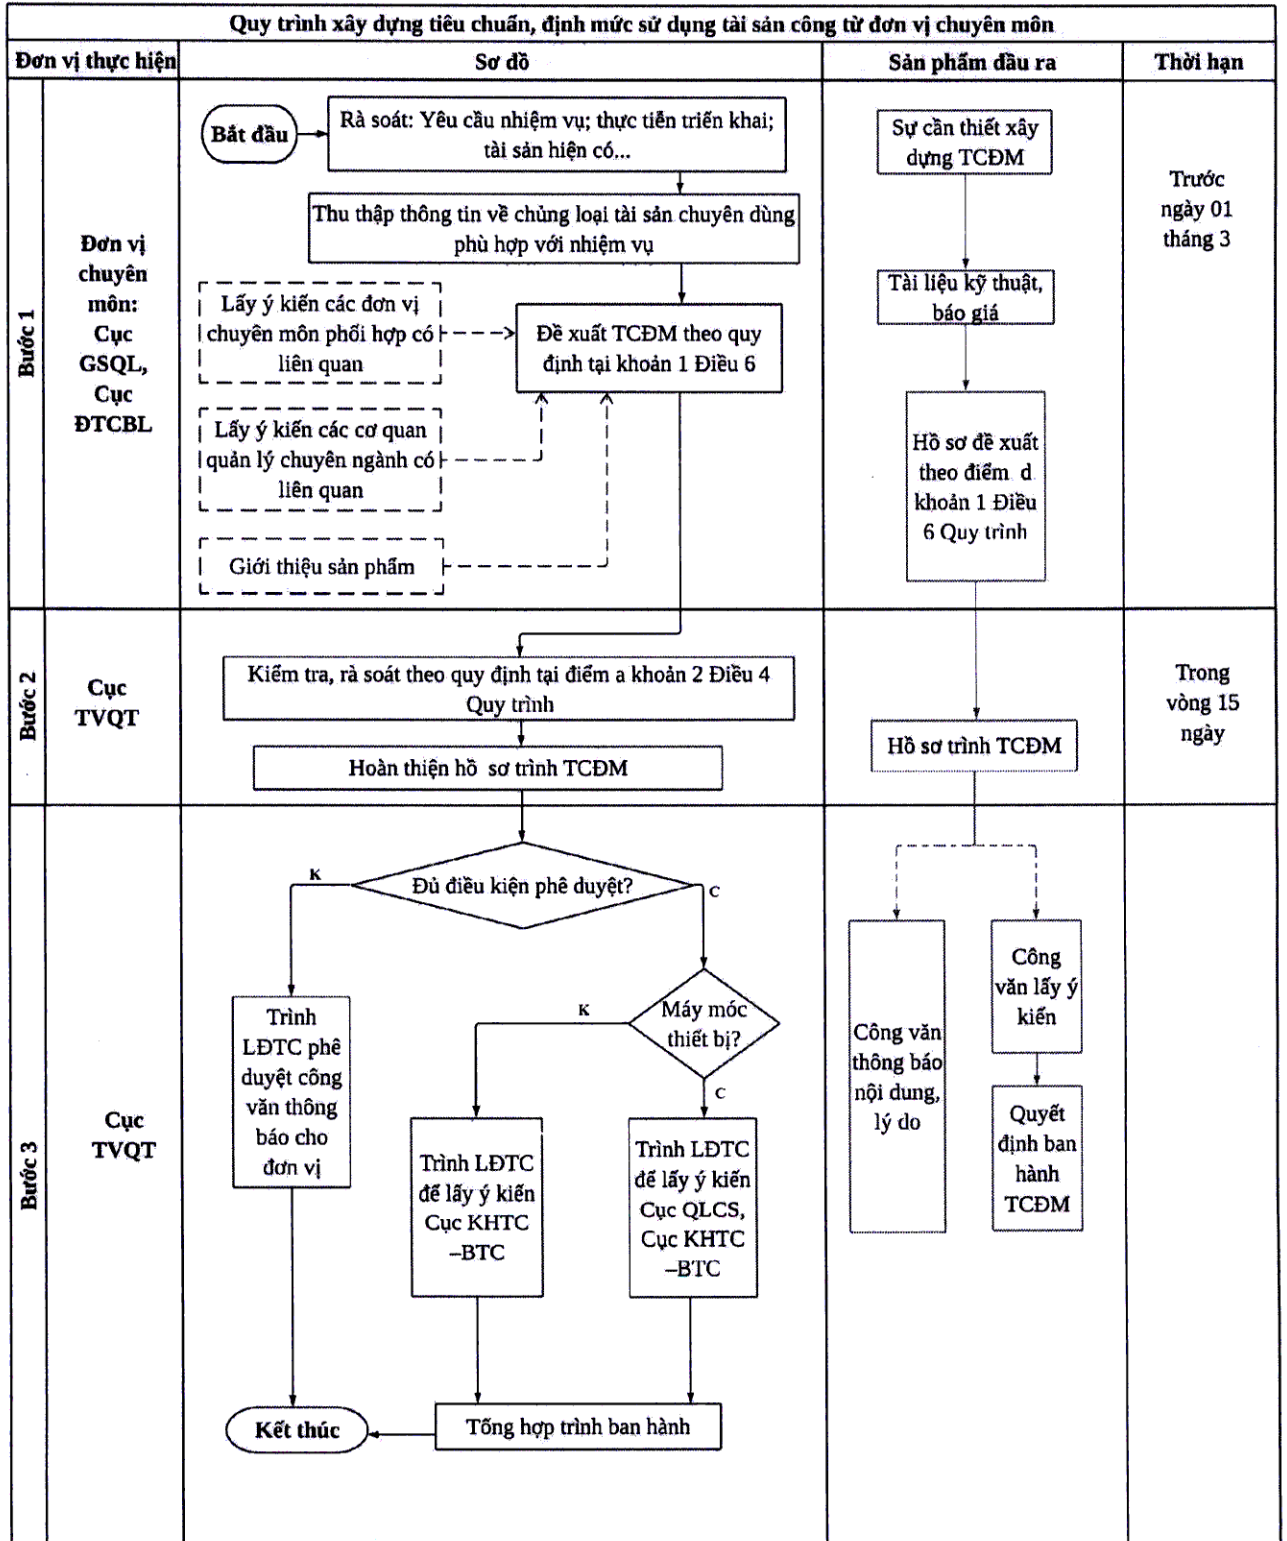 Quy trình xây dựng tiêu chuẩn, định mức sử dụng tài sản công từ đơn vị chuyên môn
Đơn vị thực hiện
Sơ đồ
Sản phẩm đầu ra
Thời hạn
Bước 1
Đơn vị
chuyên
môn:
Cục
GSQL,
Cục
ĐTCBL
Bắt đầu
Rà soát: Yêu cầu nhiệm vụ; thực tiễn triển khai;
tài sản hiện có...
Thu thập thông tin về chủng loại tài sản chuyên dùng
phù hợp với nhiệm vụ
Lấy ý kiến các đơn vị
chuyên môn phối hợp có
liên quan
Đề xuất TCĐM theo quy
định tại khoản 1 Điều 6
Lấy ý kiến các cơ quan
quản lý chuyên ngành có
liên quan
Giới thiệu sản phẩm
Sự cần thiết xây
dựng TCĐM
Tài liệu kỹ thuật,
báo giá
Hồ sơ đề xuất
theo điểm d
khoản 1 Điều
6 Quy trình
Trước
ngày 01
tháng 3
Bước 2
Cục
TVQT
Kiểm tra, rà soát theo quy định tại điểm a khoản 2 Điều 4
Quy trình
Hoàn thiện hồ sơ trình TCĐM
Hồ sơ trình TCĐM
Trong
vòng 15
ngày
Bước 3
Cục
TVQT
Đủ điều kiện phê duyệt?
K
C
Máy móc
thiết bị?
K
C
Trình
LĐTC phê
duyệt công
văn thông
báo cho
đơn vị
Trình LĐTC
để lấy ý kiến
Cục KHTC
–BTC
Trình LĐTC
để lấy ý kiến
Cục QLCS,
Cục KHTC
–BTC
Kết thúc
Tổng hợp trình ban hành
Công văn
thông báo
nội dung,
lý do
Công
văn lấy ý
kiến
Quyết
định ban
hành
TCĐM